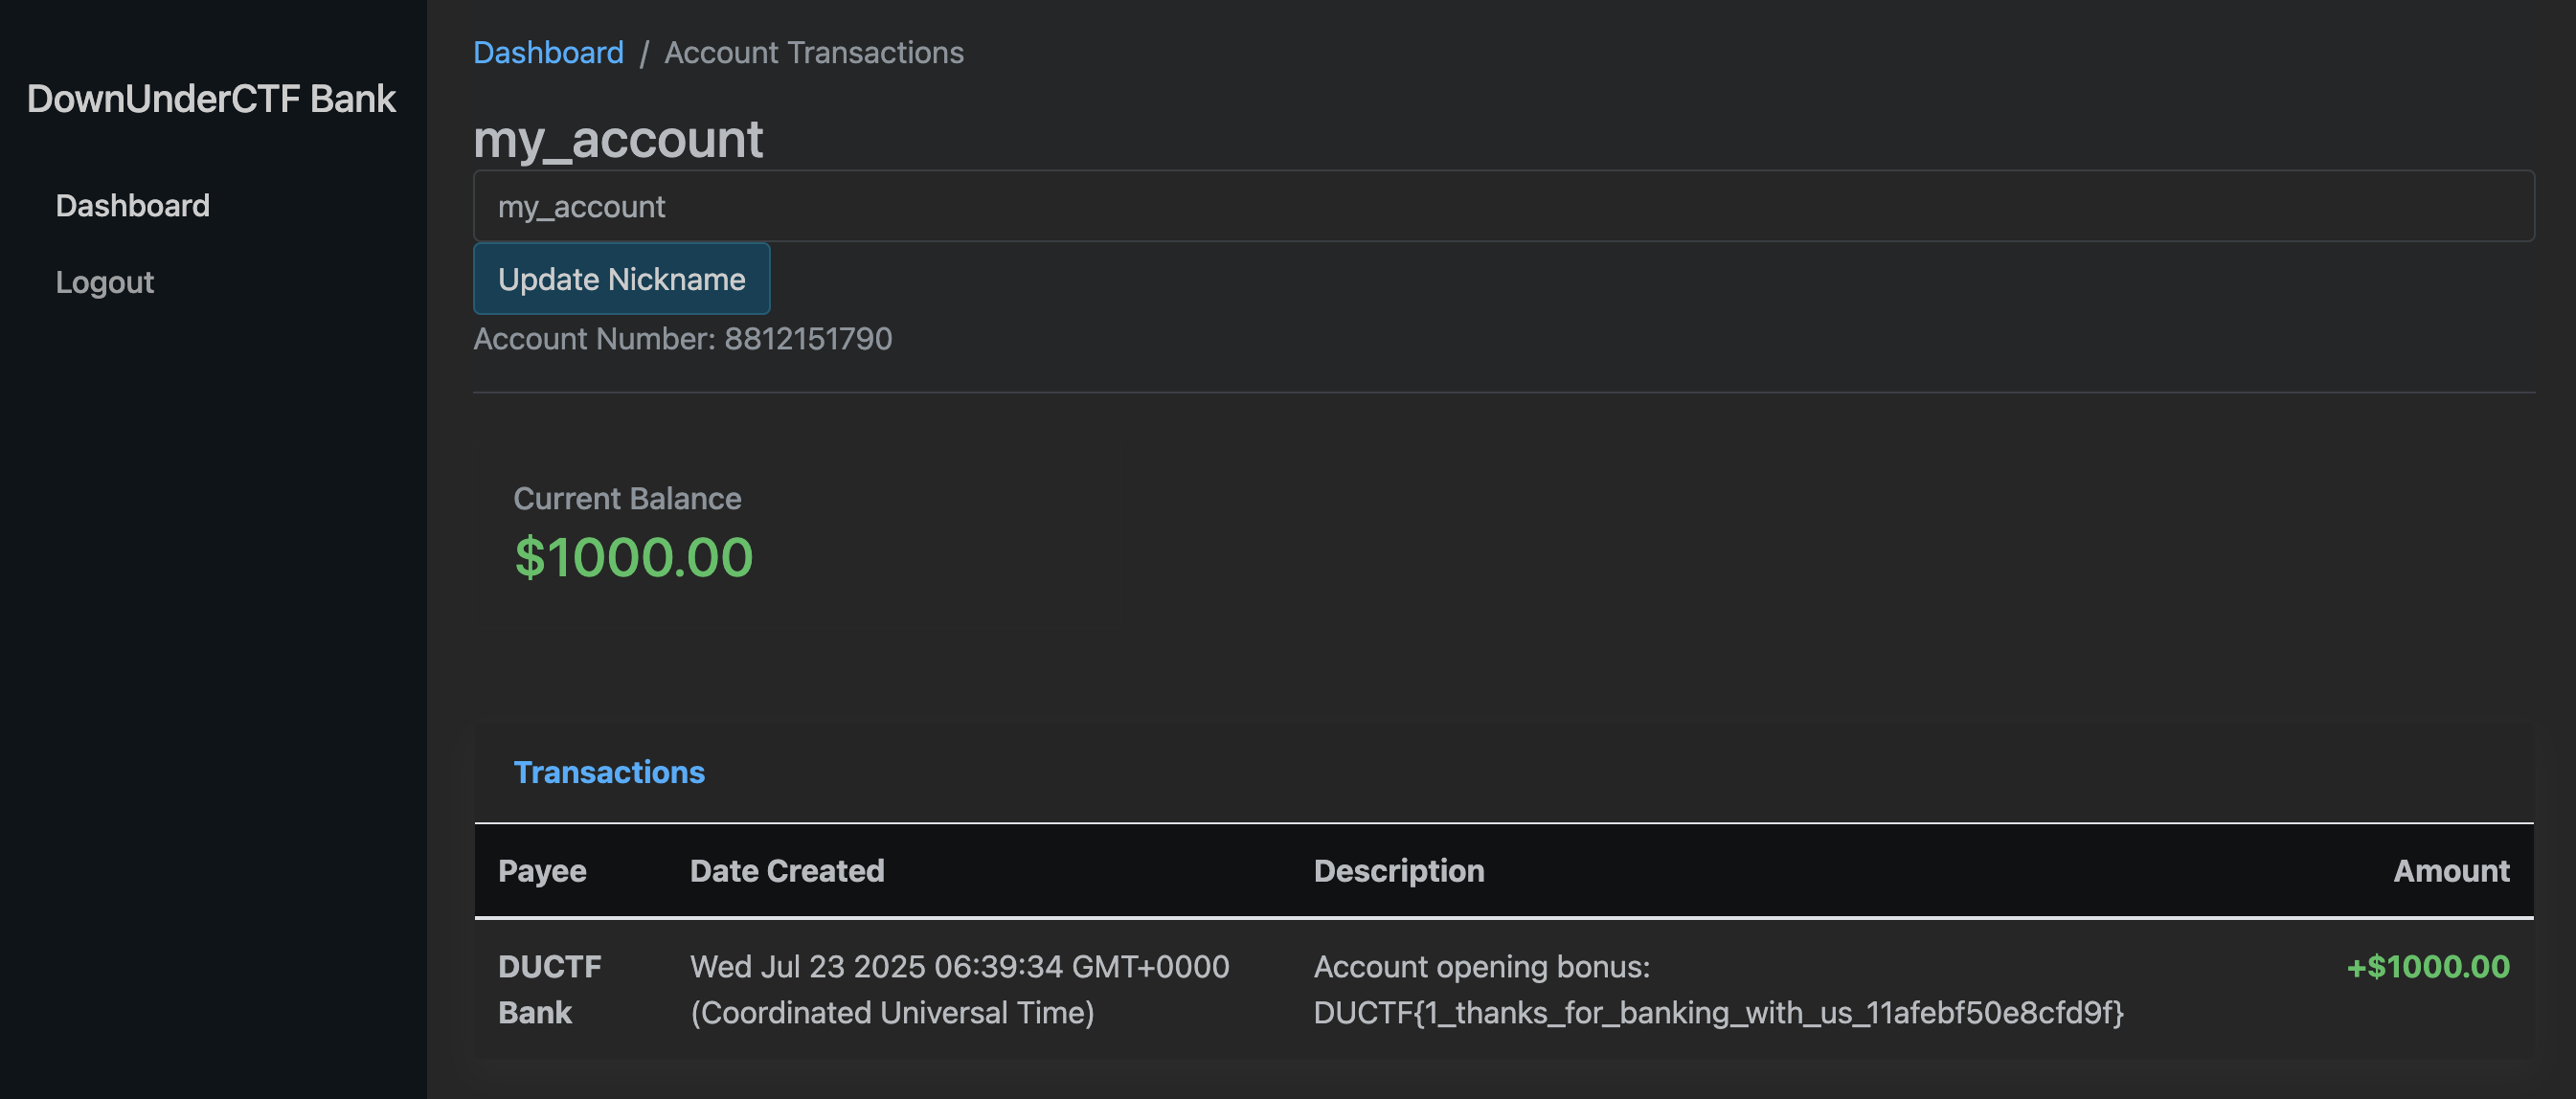 DownUnderCTF Bank
Dashboard
Logout
Dashboard / Account Transactions
my_account
my_account
Update Nickname
Account Number: 8812151790
Current Balance
$1000.00
Transactions
Payee Date Created Description Amount
DUCTF Wed Jul 23 2025 06:39:34 GMT+0000 Account opening bonus: +$1000.00
Bank (Coordinated Universal Time) DUCTF{1_thanks_for_banking_with_us_11afebf50e8cfd9f}